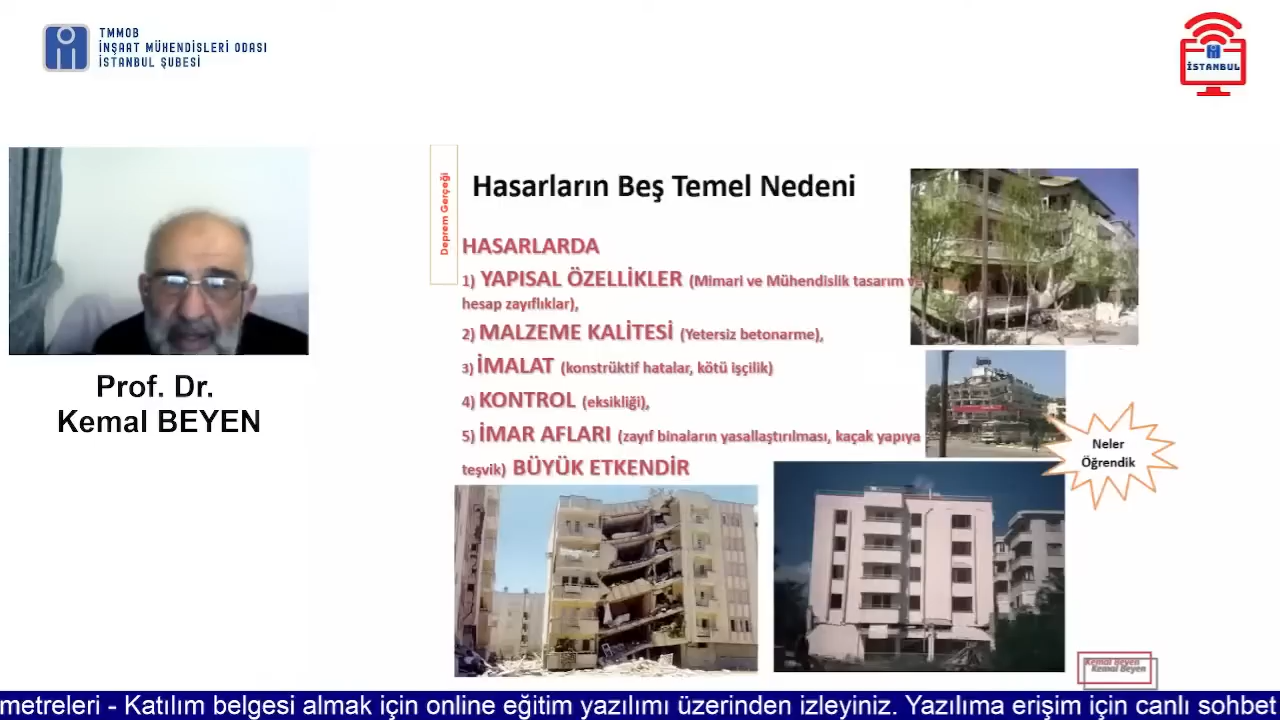 TMMOB
İNŞAAT MÜHENDİSLERİ ODASI
İSTANBUL ŞUBESİ
İSTANBUL
Prof. Dr.
Kemal BEYEN
Deprem Gerçeği
Hasarların Beş Temel Nedeni
HASARLARDA
1) YAPISAL ÖZELLİKLER (Mimari ve Mühendislik tasarım ve
hesap zayıflıklar),
2) MALZEME KALİTESİ (Yetersiz betonarme),
3) İMALAT (konstrüktif hatalar, kötü işçilik)
4) KONTROL (eksikliği),
5) İMAR AFLARI (zayıf binaların yasallaştırılması, kaçak yapıya
teşvik) BÜYÜK ETKENDİR
Neler
Öğrendik
Kemal Beyen
Kemal Beyen
metreleri - Katılım belgesi almak için online eğitim yazılımı üzerinden izleyiniz. Yazılıma erişim için canlı sohbet